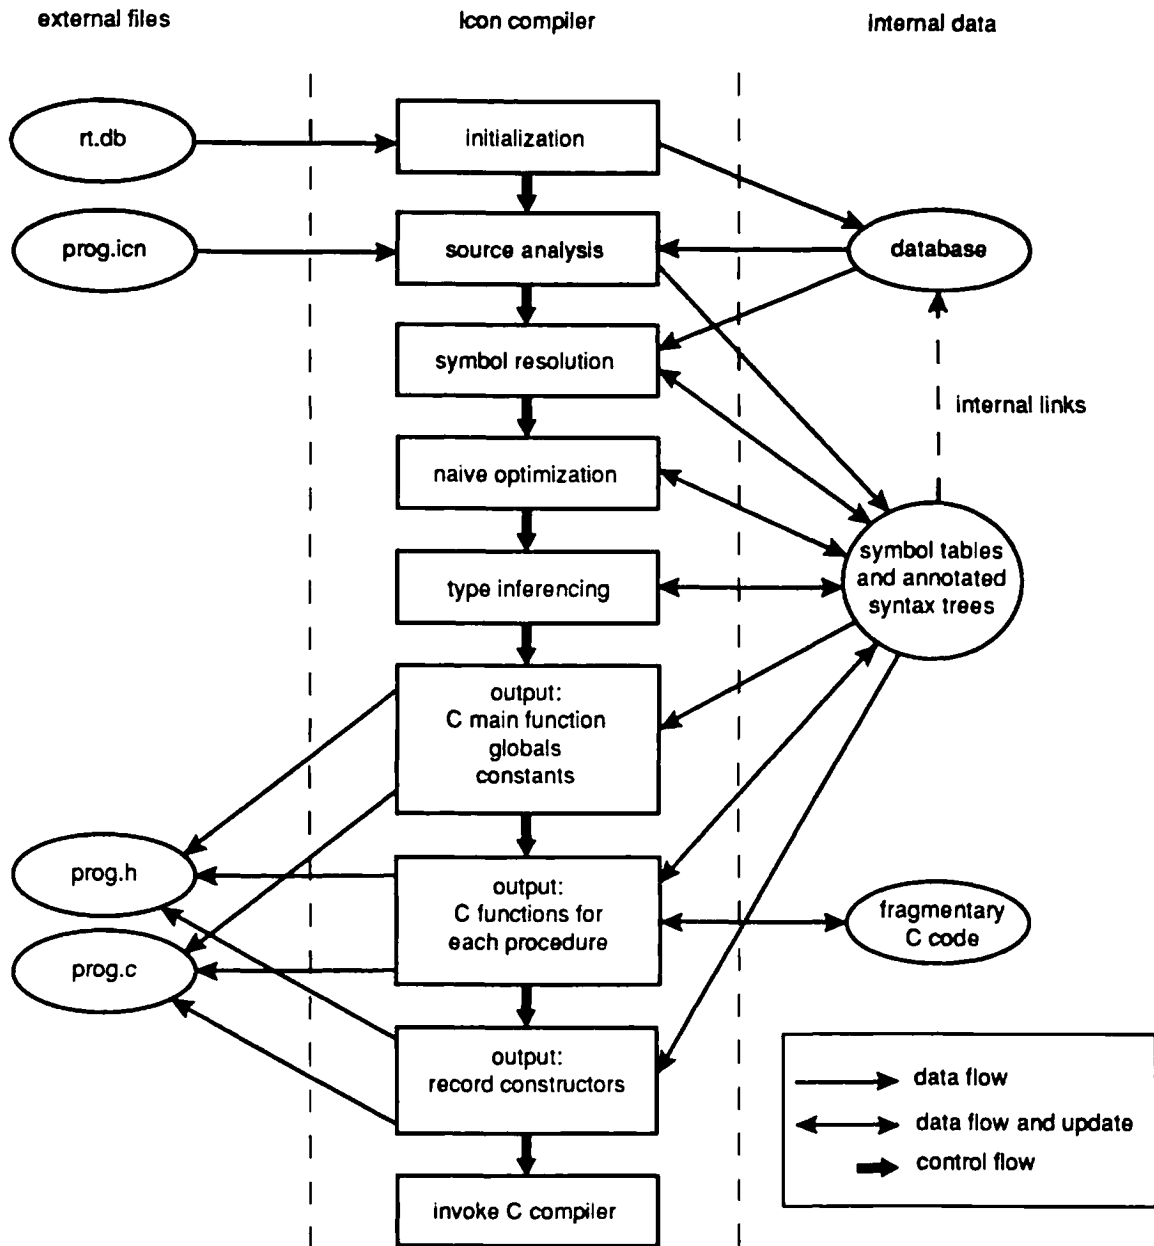 external files
Icon compiler
internal data
rt.db
initialization
prog.icn
source analysis
database
symbol resolution
internal links
naive optimization
symbol tables
and annotated
syntax trees
type inferencing
output:
C main function
globals
constants
prog.h
output:
C functions for
each procedure
fragmentary
C code
prog.c
output:
record constructors
data flow
data flow and update
control flow
invoke C compiler